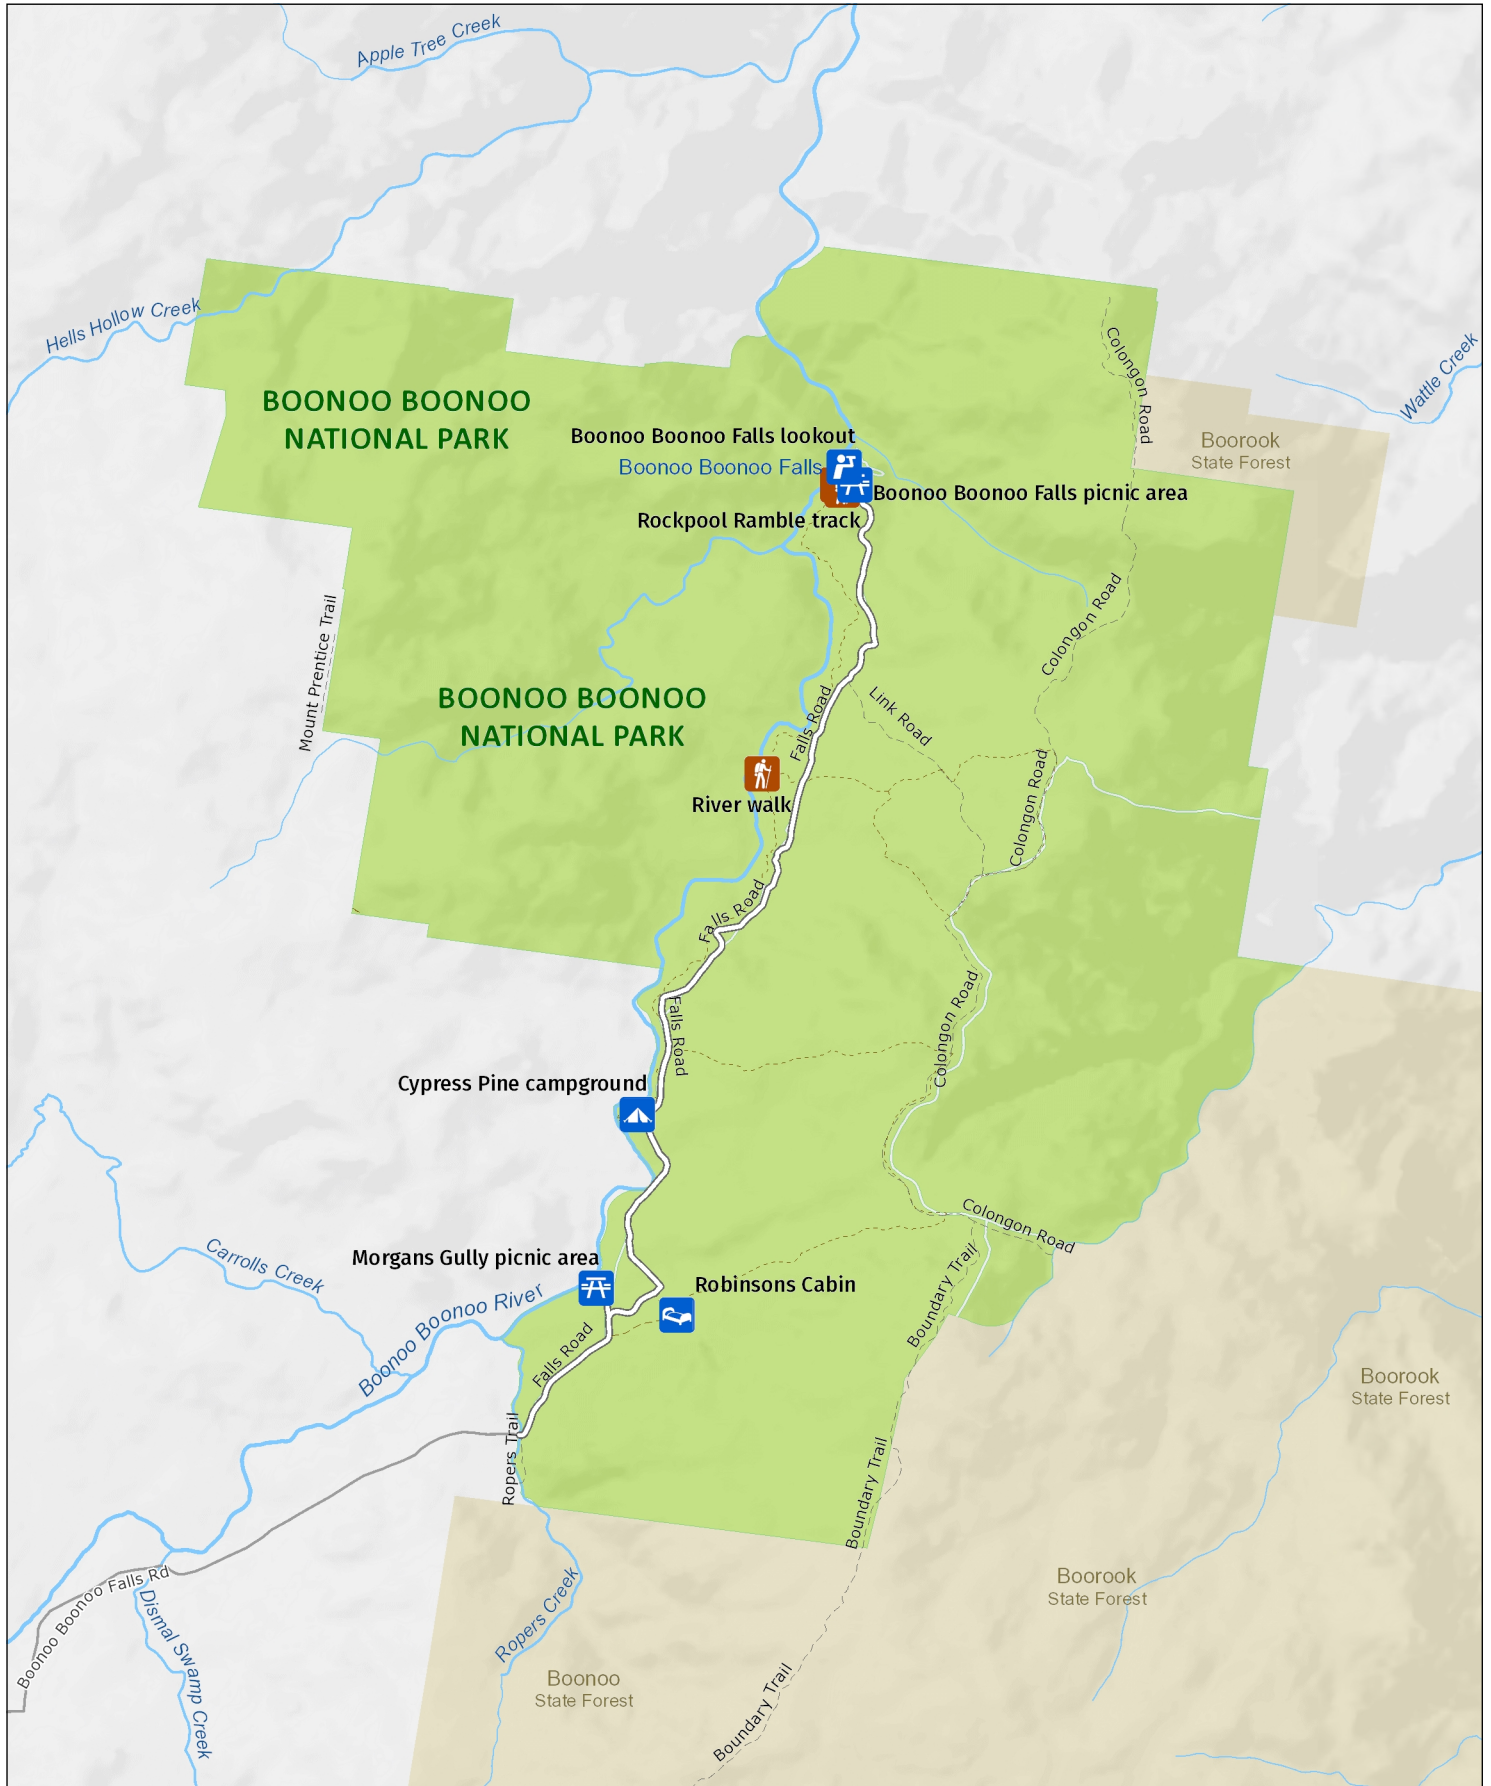 Apple Tree Creek
Hells Hollow Creek
Colongon Road
Wattle Creek
BOONOO BOONOO
NATIONAL PARK
Boonoo Boonoo Falls lookout
Boonoo Boonoo Falls
Boonoo Boonoo Falls picnic area
Rockpool Ramble track
Boorook
State Forest
Colongon Road
Mount Prentice Trail
BOONOO BOONOO
NATIONAL PARK
Falls Road
Link Road
River walk
Colongon Road
Falls Road
Falls Road
Colongon Road
Cypress Pine campground
Colongon Road
Carrolls Creek
Morgans Gully picnic area
Boonoo Boonoo River
Robinsons Cabin
Boundary Trail
Falls Road
Boorook
State Forest
Ropers Trail
Boundary Trail
Boonoo Boonoo Falls Rd
Dismal Swamp Creek
Ropers Creek
Boorook
State Forest
Boonoo
State Forest
Boundary Trail